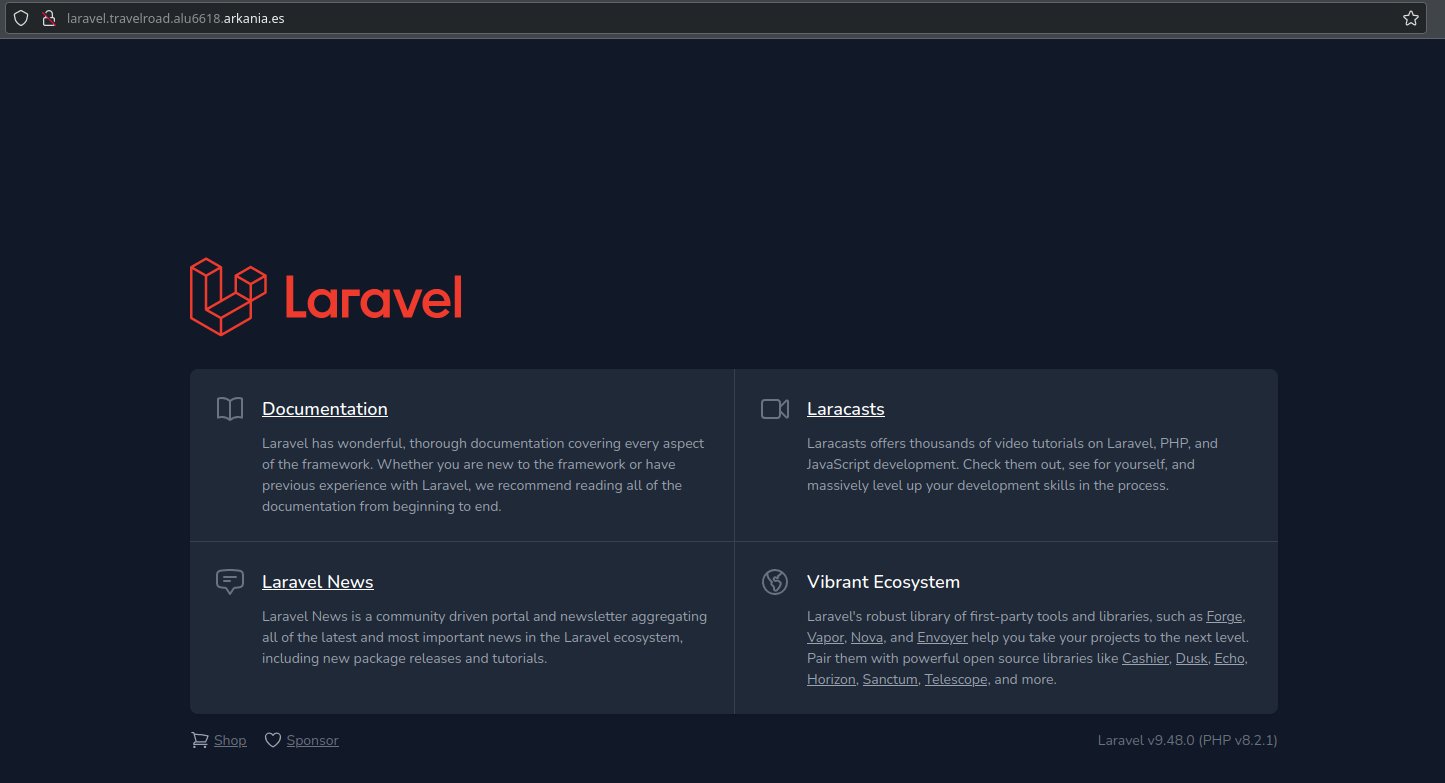 laravel.travelroad.alu6618.arkania.es
Laravel
Documentation
Laravel has wonderful, thorough documentation covering every aspect
of the framework. Whether you are new to the framework or have
previous experience with Laravel, we recommend reading all of the
documentation from beginning to end.
Laracasts
Laracasts offers thousands of video tutorials on Laravel, PHP, and
JavaScript development. Check them out, see for yourself, and
massively level up your development skills in the process.
Laravel News
Laravel News is a community driven portal and newsletter aggregating
all of the latest and most important news in the Laravel ecosystem,
including new package releases and tutorials.
Vibrant Ecosystem
Laravel's robust library of first-party tools and libraries, such as Forge,
Vapor, Nova, and Envoyer help you take your projects to the next level.
Pair them with powerful open source libraries like Cashier, Dusk, Echo,
Horizon, Sanctum, Telescope, and more.
Shop
Sponsor
Laravel v9.48.0 (PHP v8.2.1)